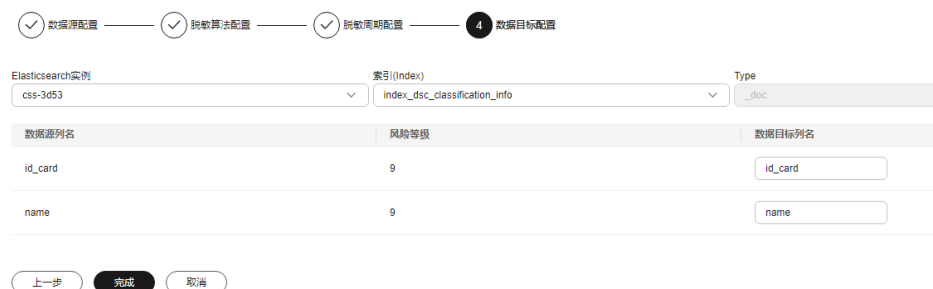 数据源配置 脱敏算法配置 脱敏周期配置 4 数据目标配置
Elasticsearch实例 索引(Index) Type
css-3d53 index_dsc_classification_info _doc
数据源列名 风险等级 数据目标列名
id_card 9 id_card
name 9 name
上一步 完成 取消